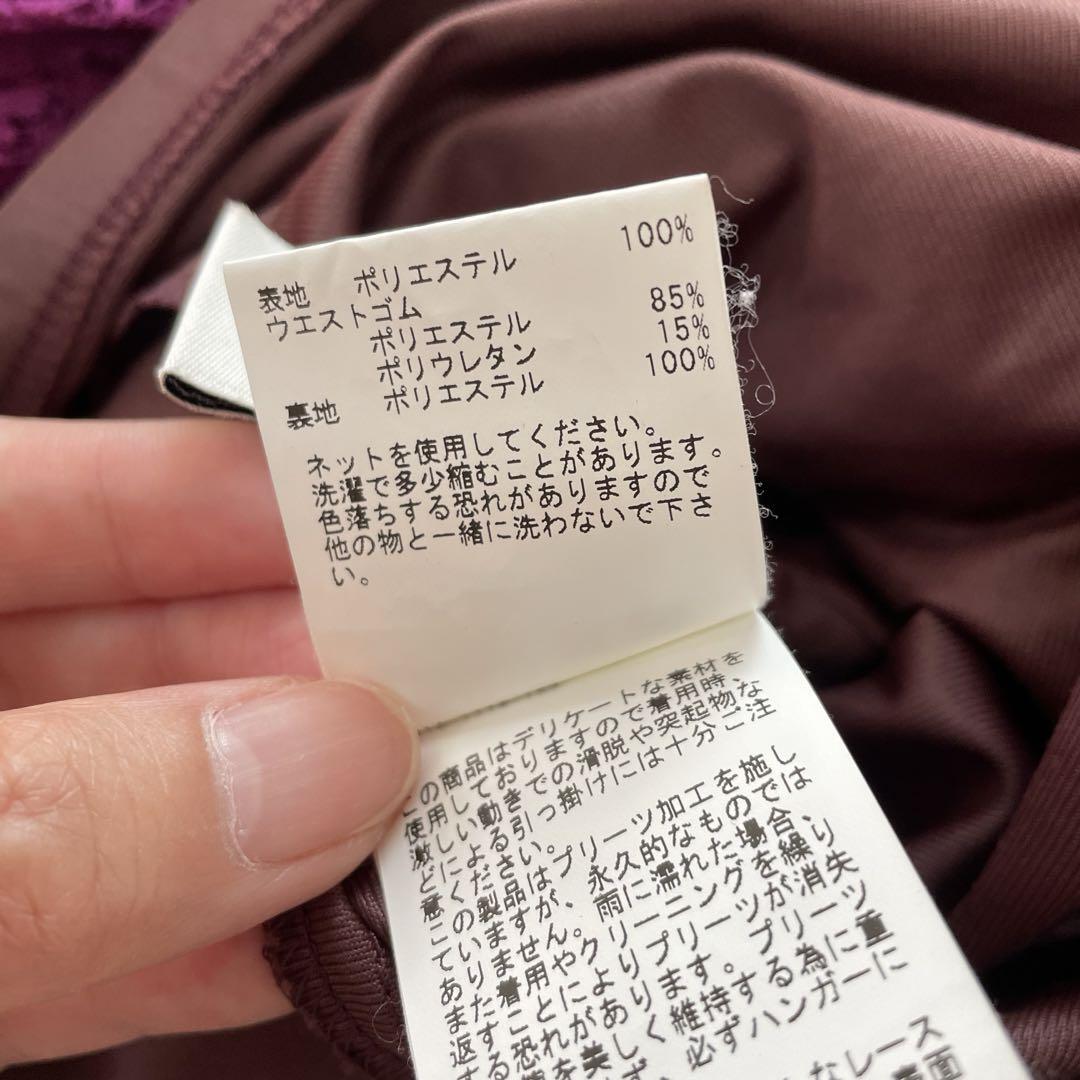 表地 ポリエステル 100%
ウエストゴム
ポリエステル 85%
ポリウレタン 15%
裏地 ポリエステル 100%
ネットを使用してください。
洗濯で多少縮むことがあります。
色落ちする恐れがありますので
他の物と一緒に洗わないで下さ
い。
この商品はデリケートな素材を
使用しておりますので着用時、
激しい動きでの滑脱や突起物な
どによる引っ掛けには十分ご注
意ください。
この製品は、プリーツ加工を施し
てありますが、永久的なものでは
ありません。雨に濡れた場合
また着用やクリーニングを繰り
返すことによりプリーツが消失
する恐れがあります。プリーツ
を美しく維持する為に重
必ずハンガーに
なレース
表面